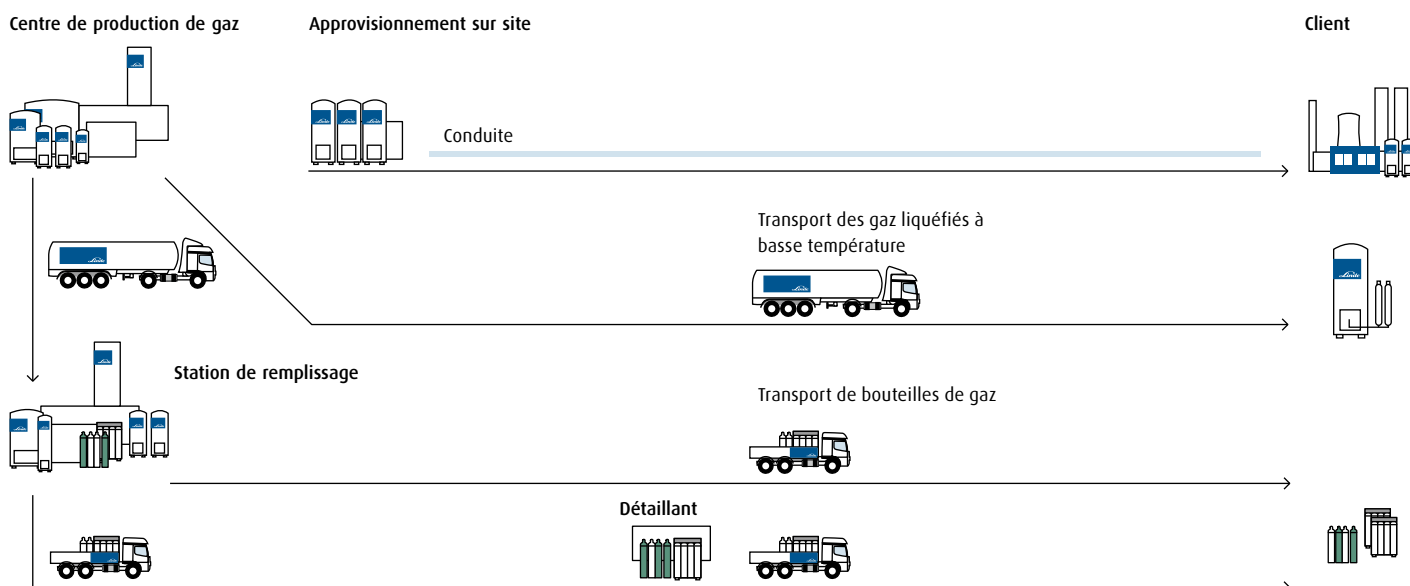 Centre de production de gaz
Approvisionnement sur site
Client
Conduite
Transport des gaz liquéfiés à
basse température
Station de remplissage
Transport de bouteilles de gaz
Détaillant